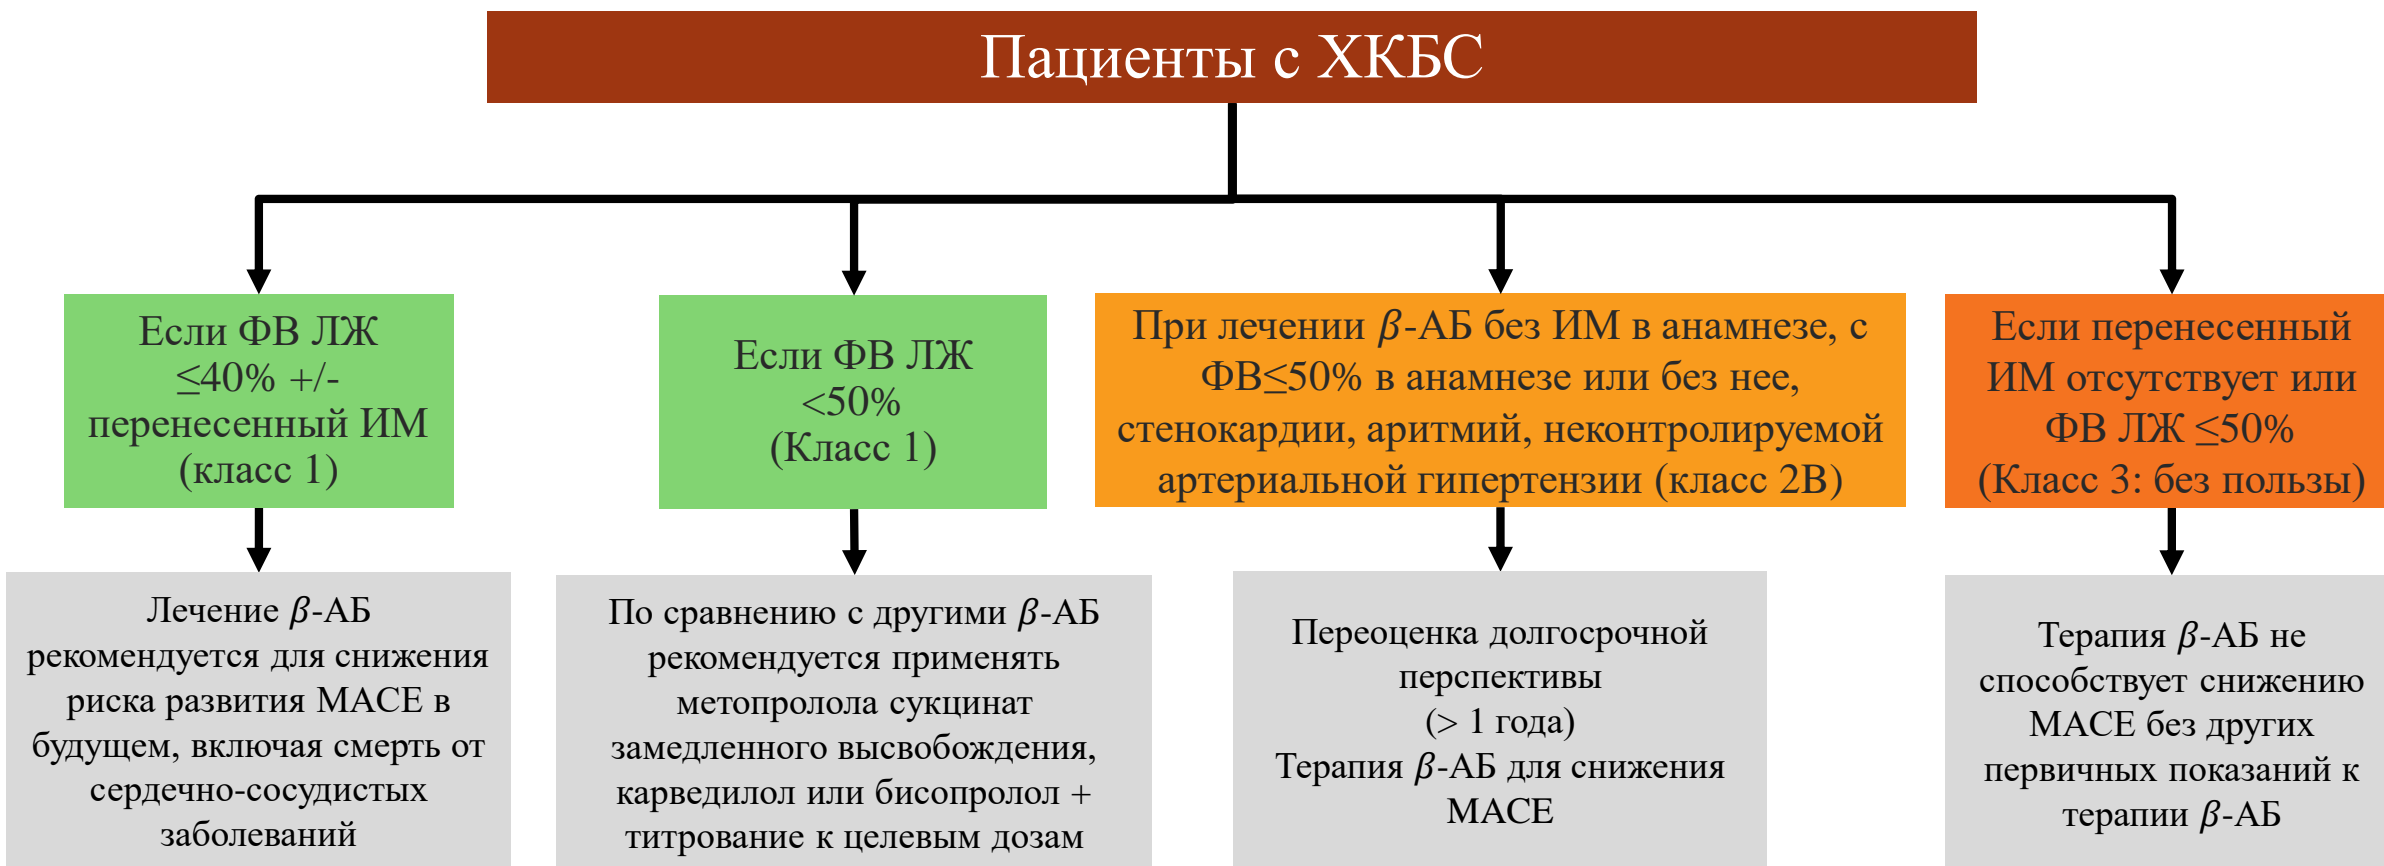 Пациенты с ХКБС
Если ФВ ЛЖ
≤40% +/-
перенесенный ИМ
(класс 1)
Если ФВ ЛЖ
<50%
(Класс 1)
При лечении β-АБ без ИМ в анамнезе, с
ФВ≤50% в анамнезе или без нее,
стенокардии, аритмий, неконтролируемой
артериальной гипертензии (класс 2В)
Если перенесенный
ИМ отсутствует или
ФВ ЛЖ ≤50%
(Класс 3: без пользы)
Лечение β-АБ
рекомендуется для снижения
риска развития МАСЕ в
будущем, включая смерть от
сердечно-сосудистых
заболеваний
По сравнению с другими β-АБ
рекомендуется применять
метопролола сукцинат
замедленного высвобождения,
карведилол или бисопролол +
титрование к целевым дозам
Переоценка долгосрочной
перспективы
(> 1 года)
Терапия β-АБ для снижения
МАСЕ
Терапия β-АБ не
способствует снижению
МАСЕ без других
первичных показаний к
терапии β-АБ